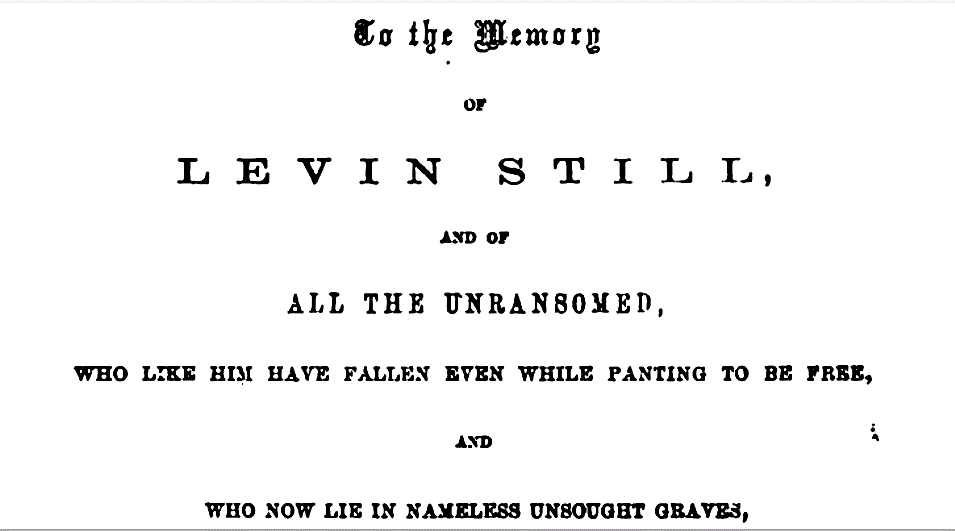 To the Memory
OF
LEVIN STILL,
AND OF
ALL THE UNRANSOMED,
WHO LIKE HIM HAVE FALLEN EVEN WHILE PANTING TO BE FREE,
AND
WHO NOW LIE IN NAMELESS UNSOUGHT GRAVES,